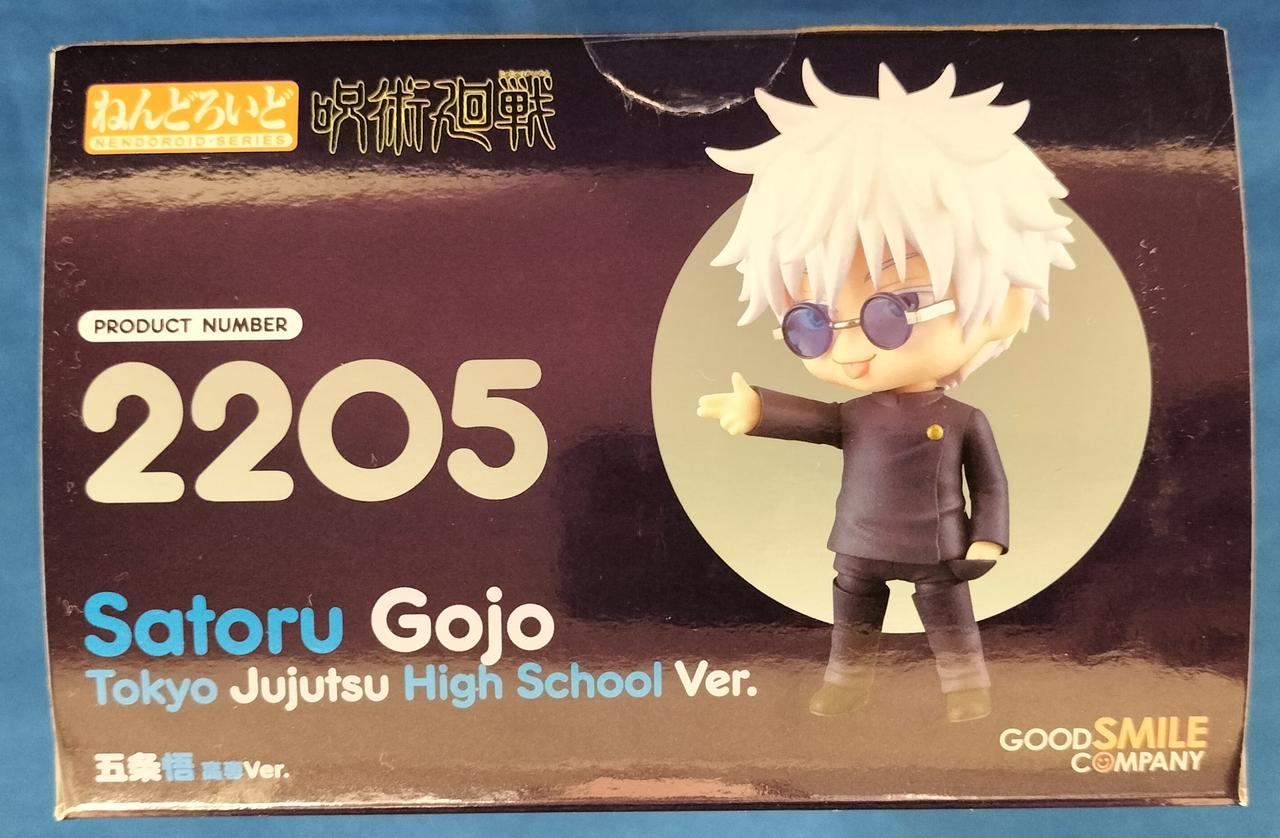 ねんどろいど
NENDOROID-SERIES
呪術廻戦
PRODUCT NUMBER
2205
Satoru Gojo
Tokyo Jujutsu High School Ver.
五条悟 高専Ver.
GOOD SMILE
COMPANY